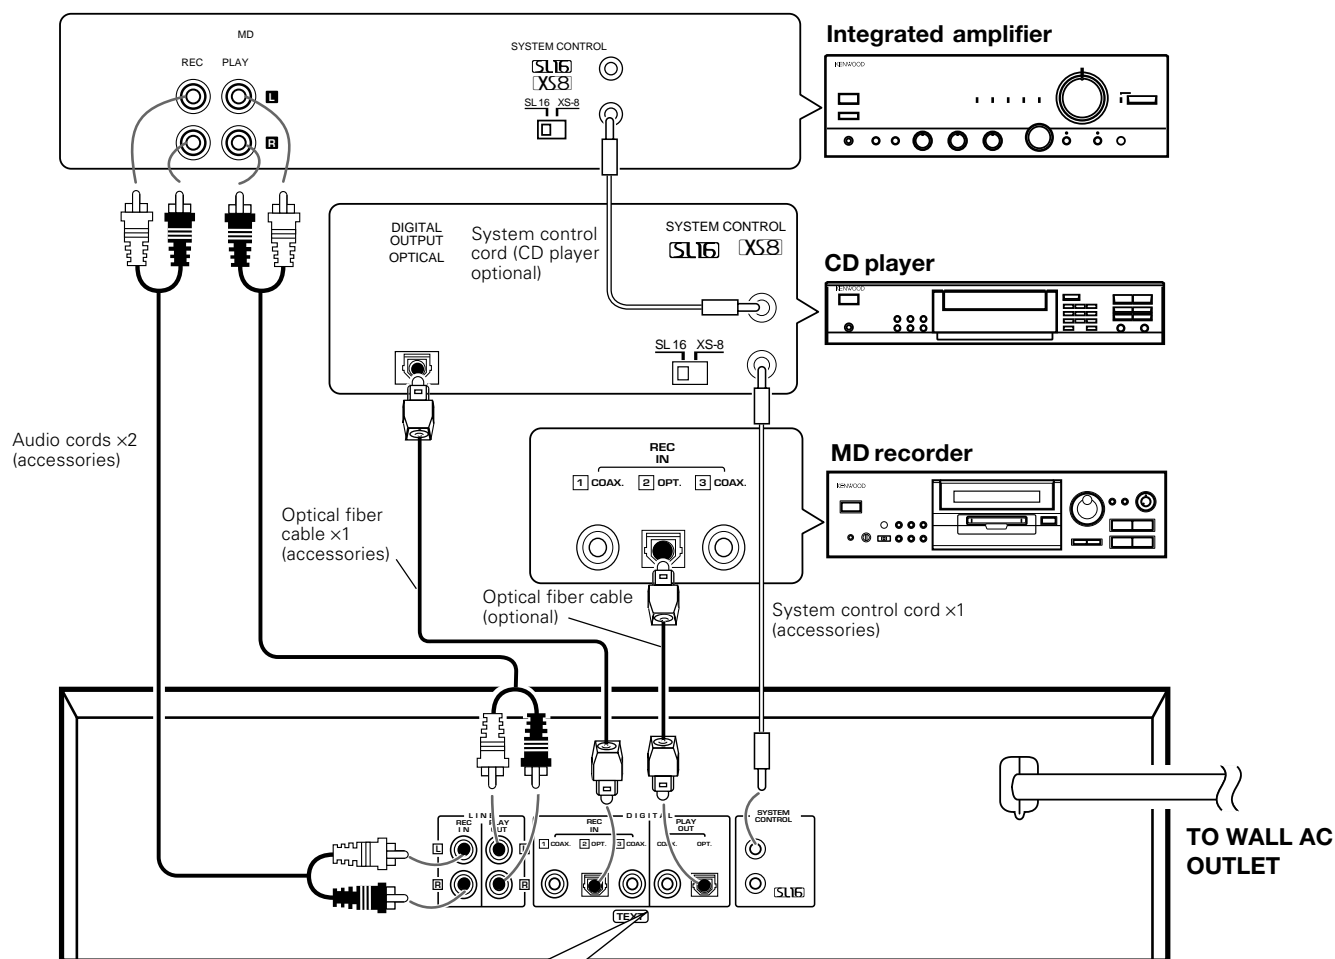 MD
REC PLAY
L
R
SYSTEM CONTROL
SL16
XS8
SL 16 XS-8
Integrated amplifier
KENWOOD
DIGITAL
OUTPUT
OPTICAL
System control
cord (CD player
optional)
SYSTEM CONTROL
SL16 XS8
SL 16 XS-8
CD player
KENWOOD
Audio cords ×2
(accessories)
Optical fiber
cable ×1
(accessories)
REC
IN
1 COAX. 2 OPT. 3 COAX.
MD recorder
KENWOOD
Optical fiber cable
(optional)
System control cord ×1
(accessories)
LINE
REC
IN
PLAY
OUT
L
L
R
R
DIGITAL
REC
IN
1 COAX. 2 OPT. 3 COAX.
PLAY
OUT
COAX. OPT.
SYSTEM
CONTROL
SL16
TEXT
TO WALL AC
OUTLET